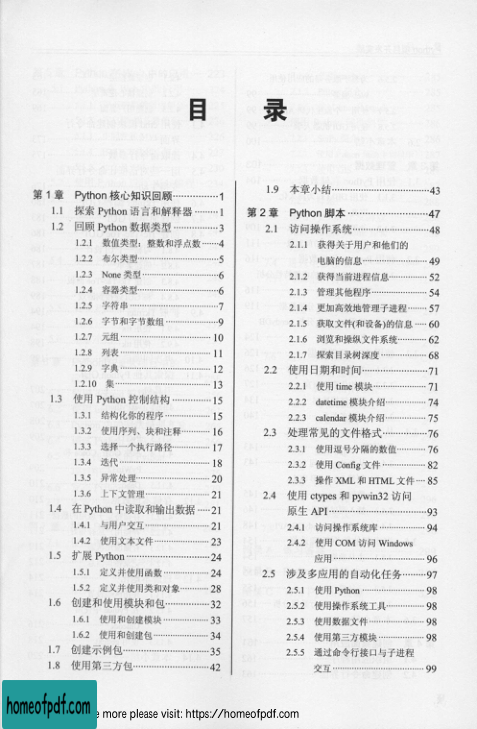 目 录
第 1 章 Python 核心知识回顾 1
1.1 探索 Python 语言和解释器 1
1.2 回顾 Python 数据类型 3
1.2.1 数值类型：整数和浮点数 4
1.2.2 布尔类型 5
1.2.3 None 类型 6
1.2.4 容器类型 6
1.2.5 字符串 7
1.2.6 字节和字节数组 9
1.2.7 元组 10
1.2.8 列表 11
1.2.9 字典 12
1.2.10 集 13
1.3 使用 Python 控制结构 15
1.3.1 结构化你的程序 15
1.3.2 使用序列、块和注释 16
1.3.3 选择一个执行路径 17
1.3.4 迭代 18
1.3.5 异常处理 20
1.3.6 上下文管理 21
1.4 在 Python 中读取和输出数据 21
1.4.1 与用户交互 21
1.4.2 使用文本文件 23
1.5 扩展 Python 24
1.5.1 定义并使用函数 24
1.5.2 定义并使用类和对象 28
1.6 创建和使用模块和包 32
1.6.1 使用和创建模块 33
1.6.2 使用和创建包 34
1.7 创建示例包 35
1.8 使用第三方包 42
1.9 本章小结 43
第 2 章 Python 脚本 47
2.1 访问操作系统 48
2.1.1 获得关于用户和他们的
电脑的信息 49
2.1.2 获得当前进程信息 52
2.1.3 管理其他程序 54
2.1.4 更加高效地管理子进程 57
2.1.5 获取文件(和设备)的信息 60
2.1.6 浏览和操纵文件系统 62
2.1.7 探索目录树深度 68
2.2 使用日期和时间 71
2.2.1 使用 time 模块 71
2.2.2 datetime 模块介绍 74
2.2.3 calendar 模块介绍 75
2.3 处理常见的文件格式 76
2.3.1 使用逗号分隔的数值 76
2.3.2 使用 Config 文件 82
2.3.3 操作 XML 和 HTML 文件 85
2.4 使用 ctypes 和 pywin32 访问
原生 API 93
2.4.1 访问操作系统库 94
2.4.2 使用 COM 访问 Windows
应用 96
2.5 涉及多应用的自动化任务 97
2.5.1 使用 Python 98
2.5.2 使用操作系统工具 98
2.5.3 使用数据文件 98
2.5.4 使用第三方模块 98
2.5.5 通过命令行接口与子进程
交互 99
homeofpdf.com
e more please visit: https://homeofpdf.com